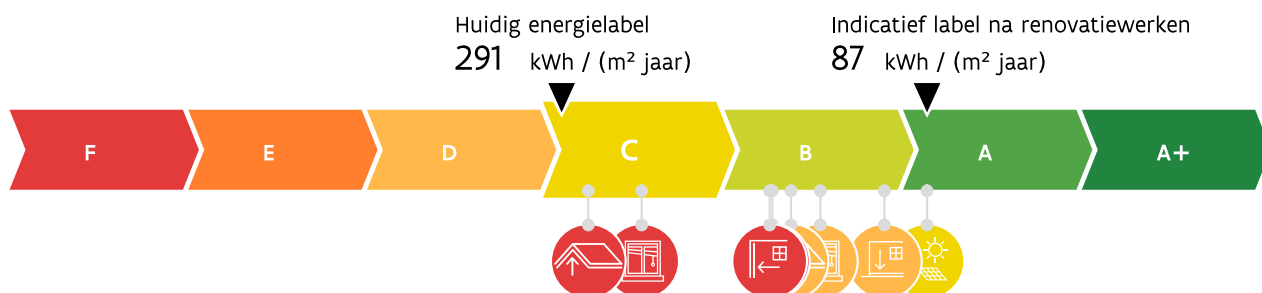 Huidig energielabel
291 kWh / (m² jaar)
Indicatief label na renovatiewerken
87 kWh / (m² jaar)
F E D C B A A+